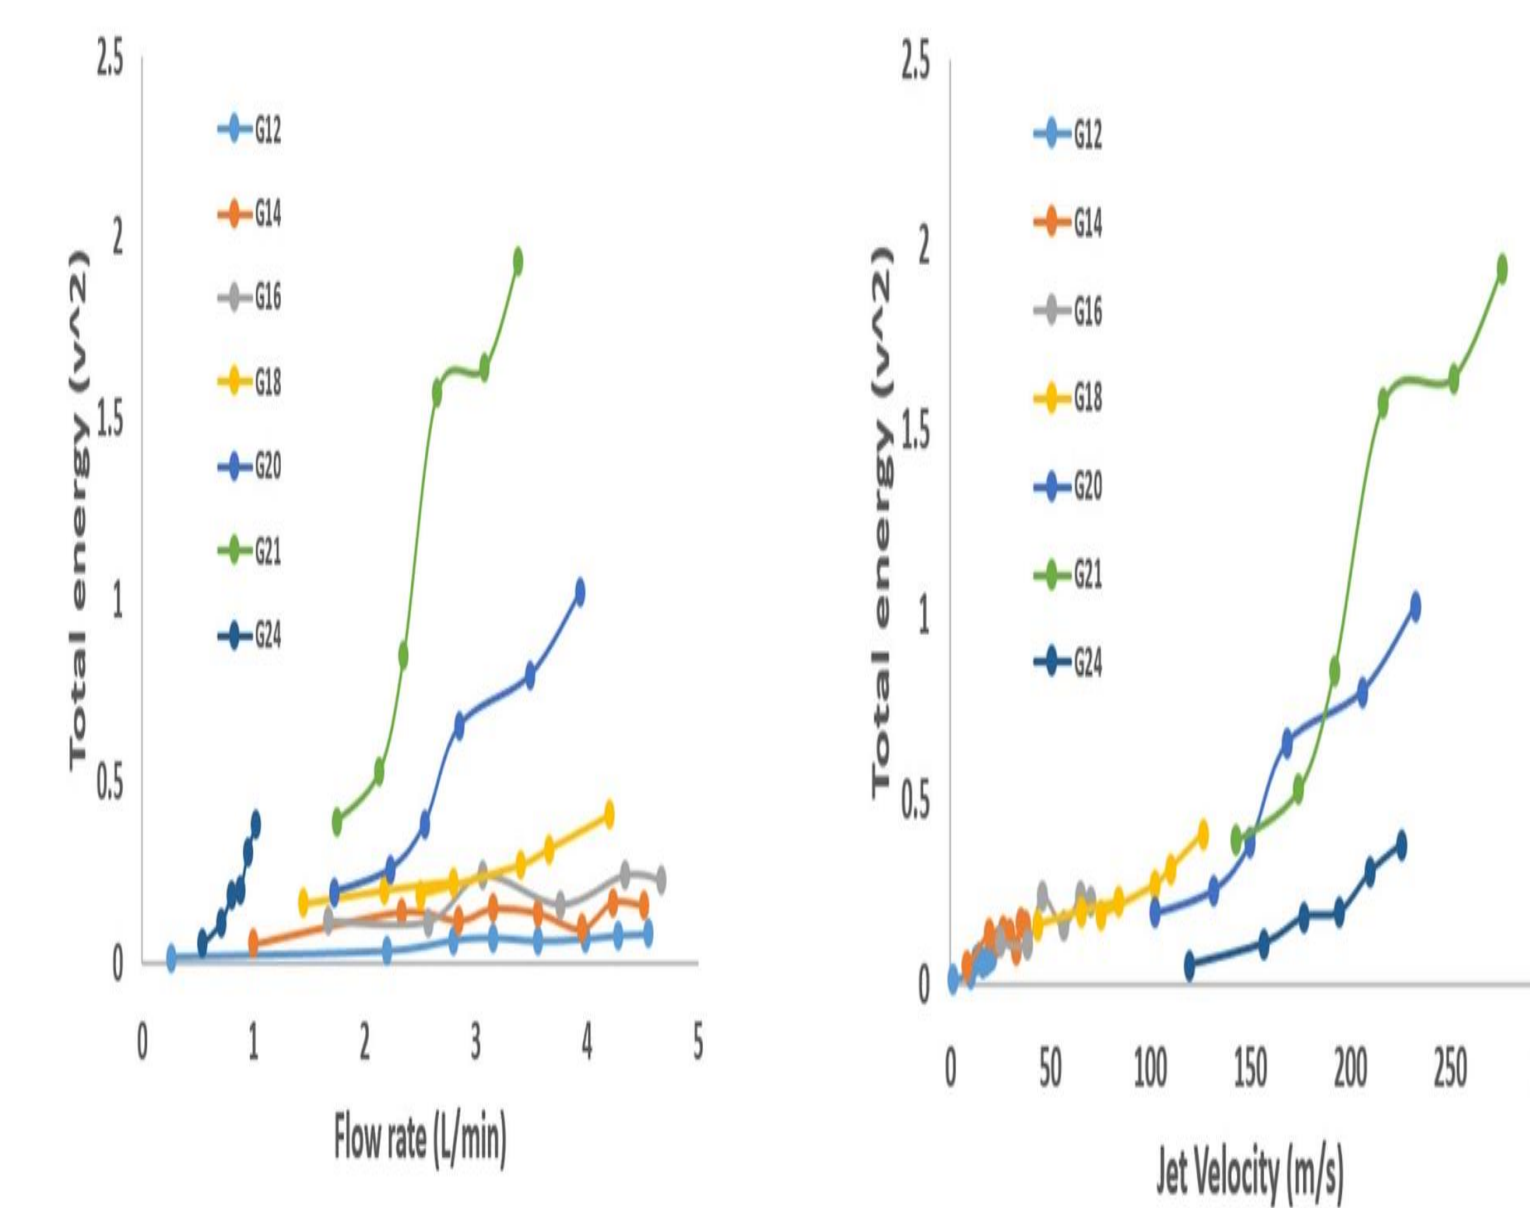 2.5
2
1.5
1
0.5
0
Total energy (v^2)
G12
G14
G16
G18
G20
G21
G24
0 1 2 3 4 5
Flow rate (L/min)
2.5
2
1.5
1
0.5
0
Total energy (v^2)
G12
G14
G16
G18
G20
G21
G24
0 50 100 150 200 250
Jet Velocity (m/s)